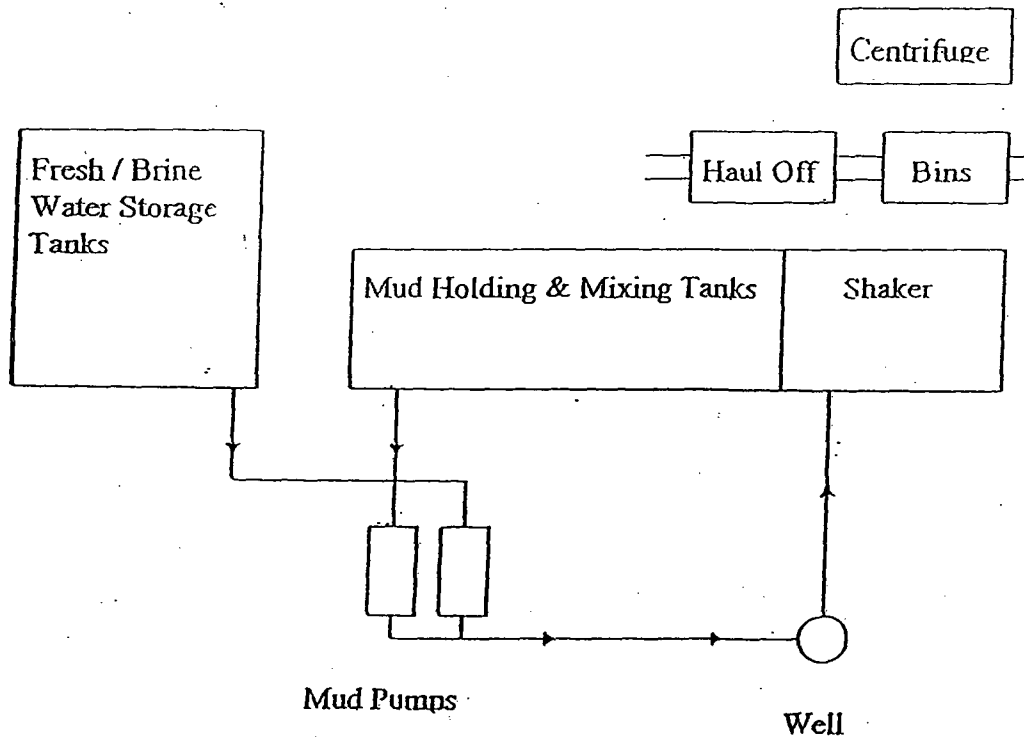 Centrifuge
Fresh / Brine
Water Storage
Tanks
Haul Off
Bins
Mud Holding & Mixing Tanks
Shaker
Mud Pumps
Well